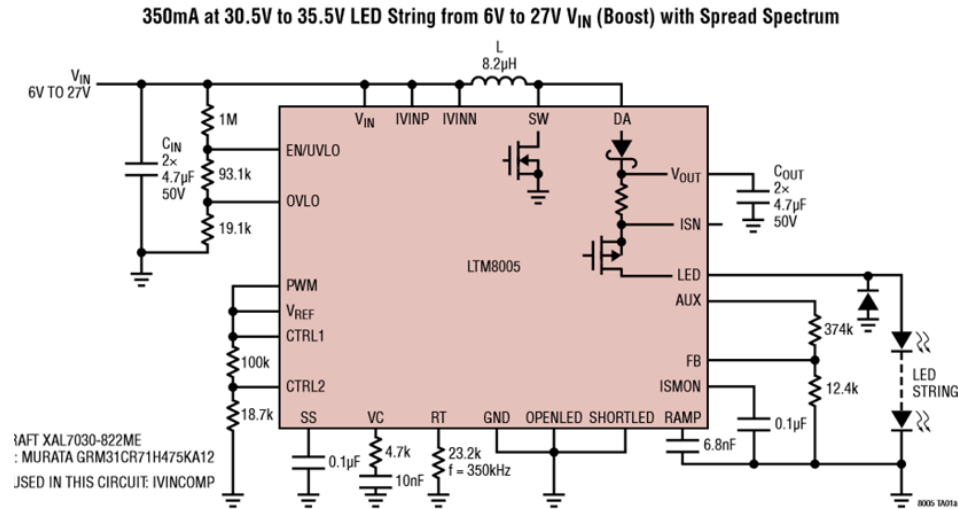 350mA at 30.5V to 35.5V LED String from 6V to 27V VIN (Boost) with Spread Spectrum
L
8.2µH
VIN
6V TO 27V
1M
CIN
2×
4.7µF
50V
93.1k
19.1k
VIN
IVINP
IVINN
SW
DA
EN/UVLO
OVLO
VOUT
COUT
2×
4.7µF
50V
ISN
LTM8005
LED
PWM
VREF
CTRL1
100k
CTRL2
18.7k
AUX
374k
FB
12.4k
ISMON
LED
STRING
SS
VC
RT
GND
OPENLED
SHORTLED
RAMP
0.1µF
4.7k
10nF
23.2k
f = 350kHz
6.8nF
0.1µF
RAFT XAL7030-822ME
: MURATA GRM31CR71H475KA12
USED IN THIS CIRCUIT: IVINCOMP
8005 TA01a